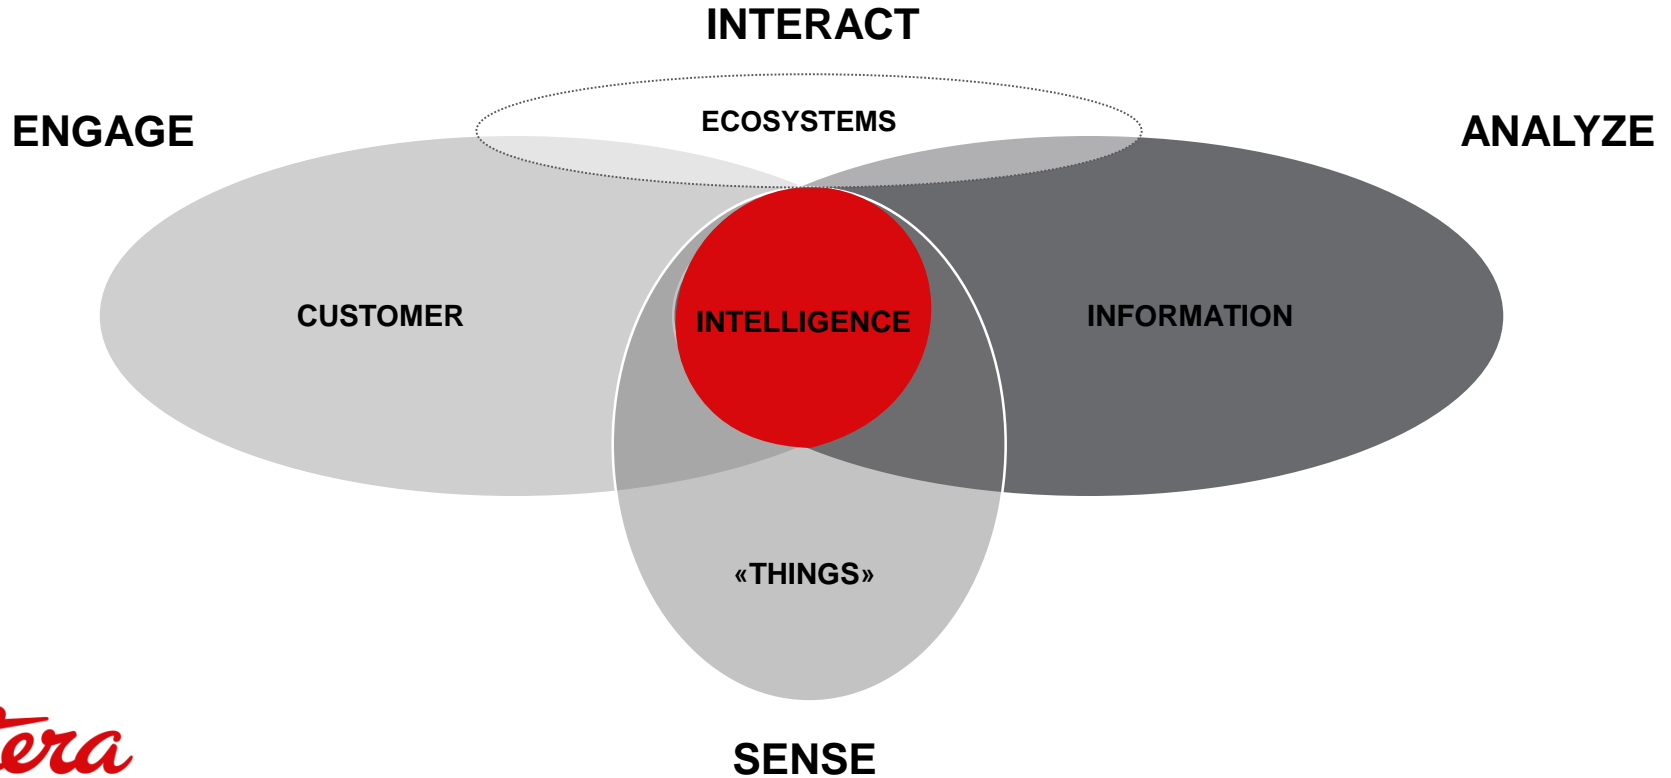 INTERACT
ECOSYSTEMS
ENGAGE
ANALYZE
CUSTOMER
INTELLIGENCE
INFORMATION
«THINGS»
SENSE